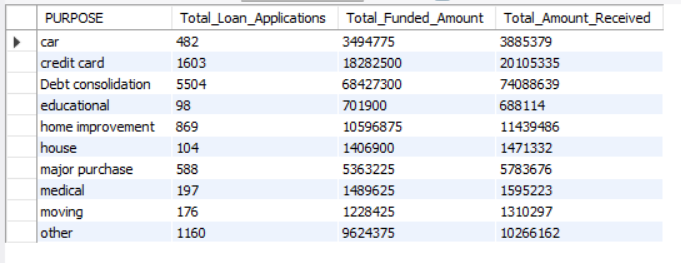 PURPOSE Total_Loan_Applications Total_Funded_Amount Total_Amount_Received
car 482 3494775 3885379
credit card 1603 18282500 20105335
Debt consolidation 5504 68427300 74088639
educational 98 701900 688114
home improvement 869 10596875 11439486
house 104 1406900 1471332
major purchase 588 5363225 5783676
medical 197 1489625 1595223
moving 176 1228425 1310297
other 1160 9624375 10266162